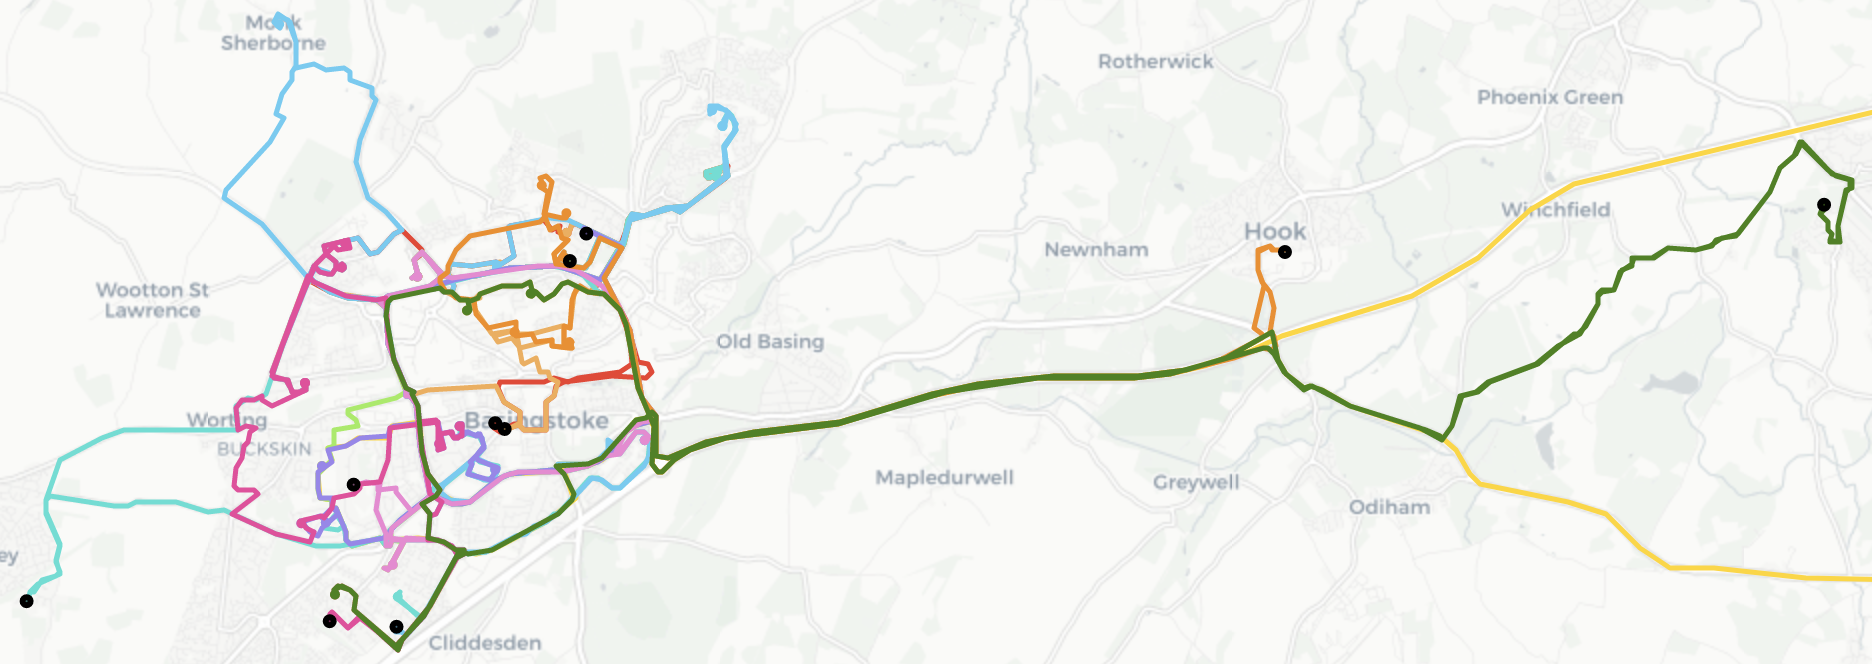 Monk
Sherborne
Rotherwick
Phoenix Green
Winchfield
Hook
Newnham
Wootton St
Lawrence
Old Basing
Worting
Basingstoke
BUCKSKIN
Mapledurwell
Greywell
Odiham
ey
Cliddesden